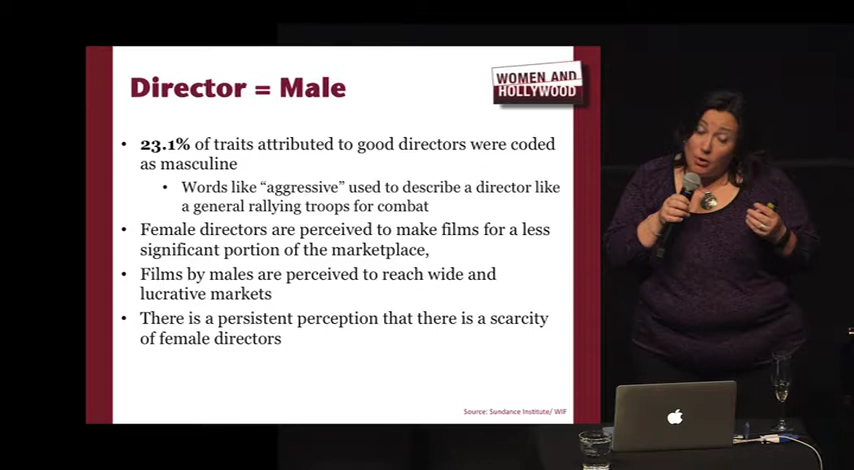 Director = Male
WOMEN AND
HOLLYWOOD
• 23.1% of traits attributed to good directors were coded
as masculine
• Words like “aggressive” used to describe a director like
a general rallying troops for combat
• Female directors are perceived to make films for a less
significant portion of the marketplace,
• Films by males are perceived to reach wide and
lucrative markets
• There is a persistent perception that there is a scarcity
of female directors
Source: Sundance Institute/ WIF